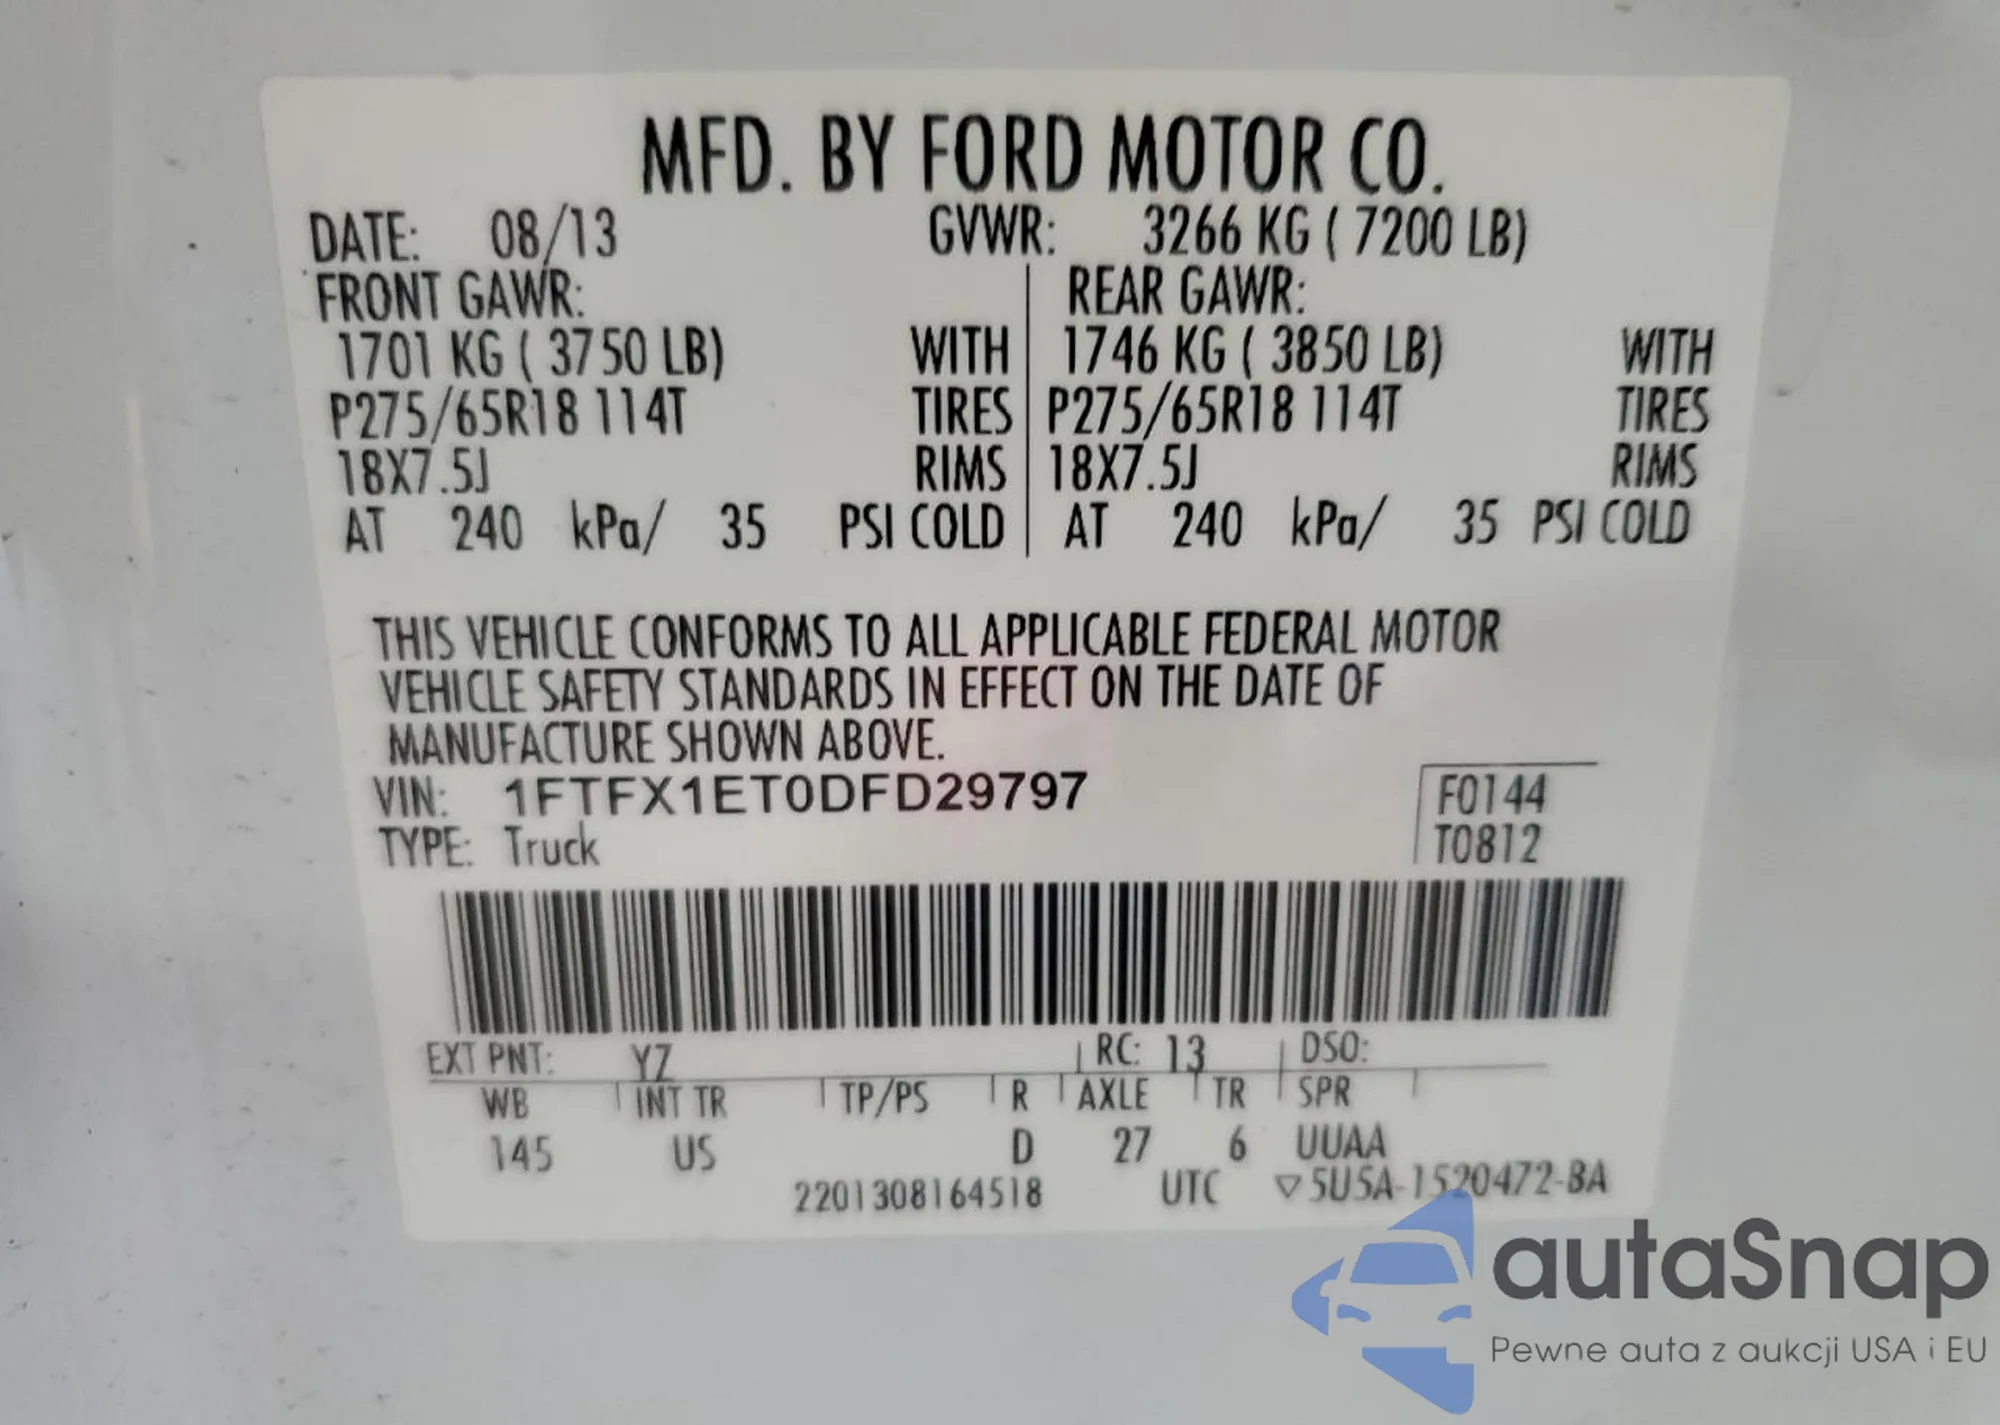 MFD. BY FORD MOTOR CO.
DATE: 08/13 GVWR: 3266 KG ( 7200 LB)
FRONT GAWR: REAR GAWR:
1701 KG ( 3750 LB) WITH 1746 KG ( 3850 LB) WITH
P275/65R18 114T TIRES P275/65R18 114T TIRES
18X7.5J RIMS 18X7.5J RIMS
AT 240 kPa/ 35 PSI COLD AT 240 kPa/ 35 PSI COLD
THIS VEHICLE CONFORMS TO ALL APPLICABLE FEDERAL MOTOR
VEHICLE SAFETY STANDARDS IN EFFECT ON THE DATE OF
MANUFACTURE SHOWN ABOVE.
VIN: 1FTFX1ET0DFD29797 F0144
TYPE: Truck T0812
EXT PNT: YZ RC: 13 DSO:
WB INT TR TP/PS R AXLE TR SPR
145 US D 27 6 UUAA
2201308164518 UTC ▽5U5A-1520472-BA
autaSnap
Pewne auta z aukcji USA i EU